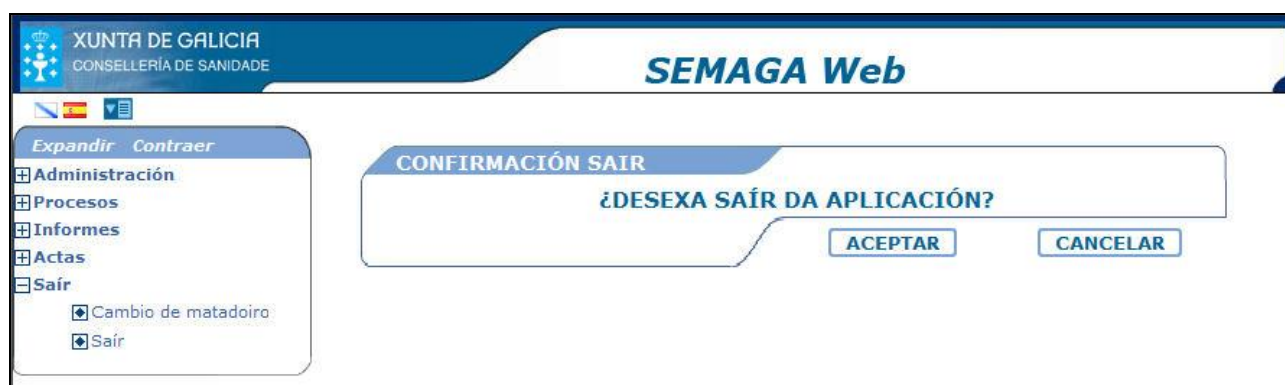 XUNTA DE GALICIA
CONSELLERÍA DE SANIDADE
SEMAGA Web
Expandir Contraer
Administración
Procesos
Informes
Actas
Saír
Cambio de matadoiro
Saír
CONFIRMACIÓN SAIR
¿DESEXA SAÍR DA APLICACIÓN?
ACEPTAR CANCELAR